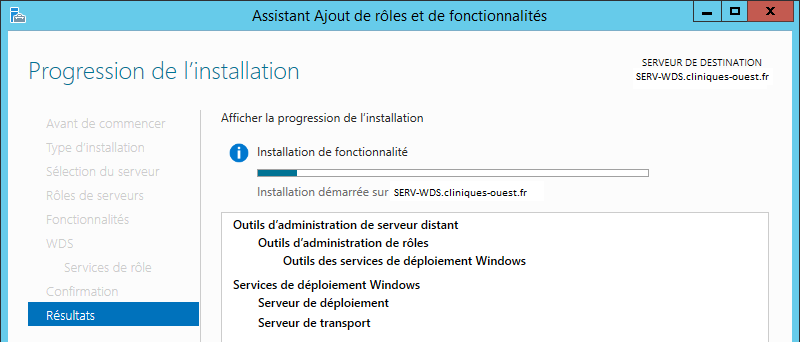 Assistant Ajout de rôles et de fonctionnalités
Progression de l'installation
SERVEUR DE DESTINATION
SERV-WDS.cliniques-ouest.fr
Avant de commencer
Type d'installation
Sélection du serveur
Rôles de serveurs
Fonctionnalités
WDS
Services de rôle
Confirmation
Résultats
Afficher la progression de l'installation
Installation de fonctionnalité
Installation démarrée sur SERV-WDS.cliniques-ouest.fr
Outils d'administration de serveur distant
Outils d'administration de rôles
Outils des services de déploiement Windows
Services de déploiement Windows
Serveur de déploiement
Serveur de transport